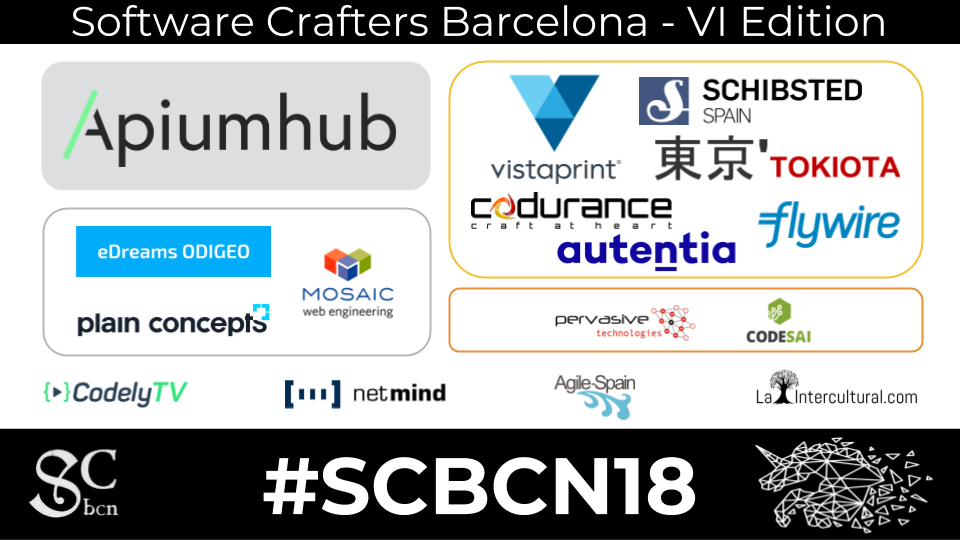 Software Crafters Barcelona - VI Edition
Apiumhub
vistaprint®
SCHIBSTED
SPAIN
東京' TOKIOTA
codurance
craft at heart
flywire
autentia
eDreams ODIGEO
MOSAIC
web engineering
plain concepts
pervasive
technologies
CODESAI
{▶}CodelyTV
[...] netmind
Agile-Spain
La Intercultural.com
SC
bcn
#SCBCN18